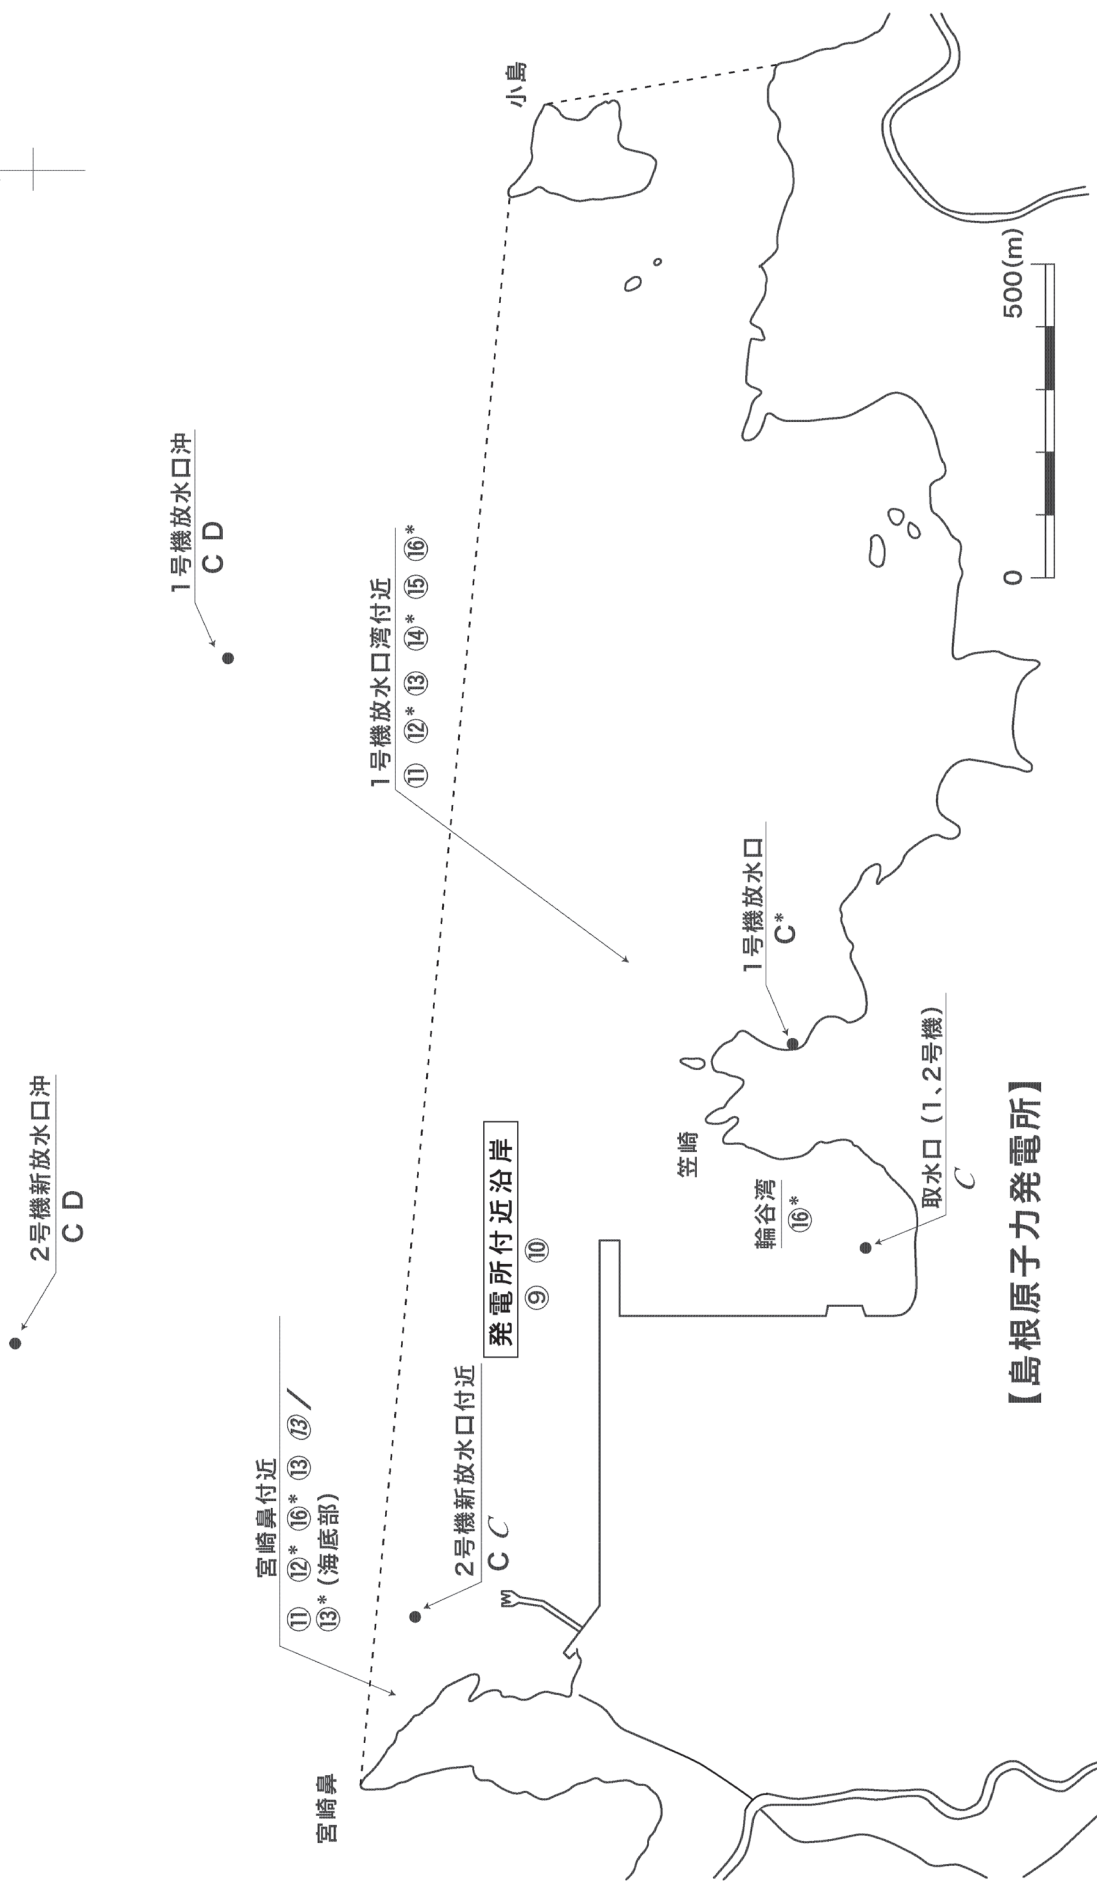 2号機新放水口沖
C D
1号機放水口沖
C D
宮崎鼻付近
⑪ ⑫* ⑯* ⑬ ⑬/
⑬*(海底部)
宮崎鼻
1号機放水口湾付近
⑪ ⑫* ⑬ ⑭* ⑮ ⑯*
2号機新放水口付近
C C
発電所付近沿岸
⑨ ⑩
小島
笠崎
輪谷湾
⑯*
1号機放水口
C*
取水口(1、2号機)
C
0
500(m)
【島根原子力発電所】